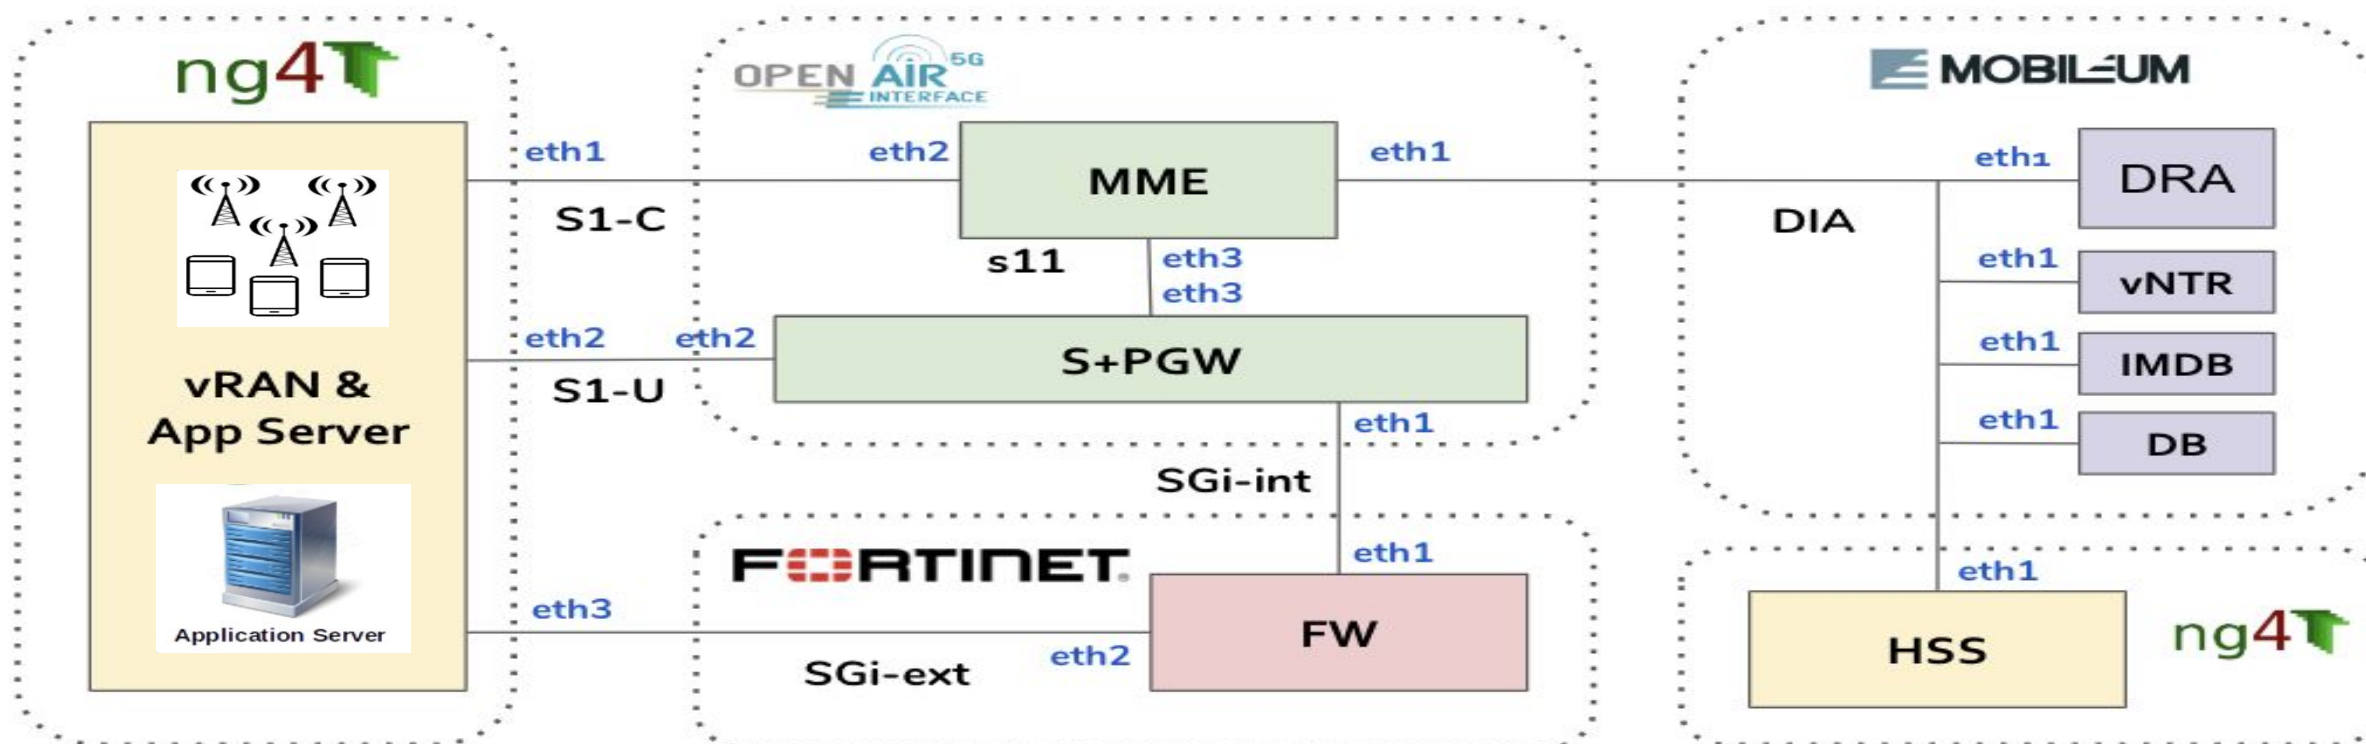 ng4T
vRAN &
App Server
Application Server
eth1
S1-C
eth2
S1-U
eth3
SGi-ext
OPEN AIR 5G
INTERFACE
eth2
MME
eth1
s11
eth3
eth3
eth2
S+PGW
eth1
SGi-int
FORTINET®
eth1
FW
eth2
MOBILEUM
DIA
eth1
DRA
eth1
vNTR
eth1
IMDB
eth1
DB
eth1
HSS
ng4T